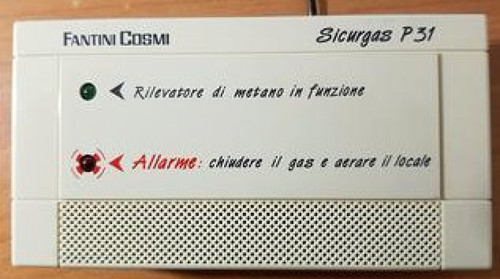 FANTINI COSMI
Sicurgas P31
Rilevatore di metano in funzione
Allarme: chiudere il gas e aerare il locale